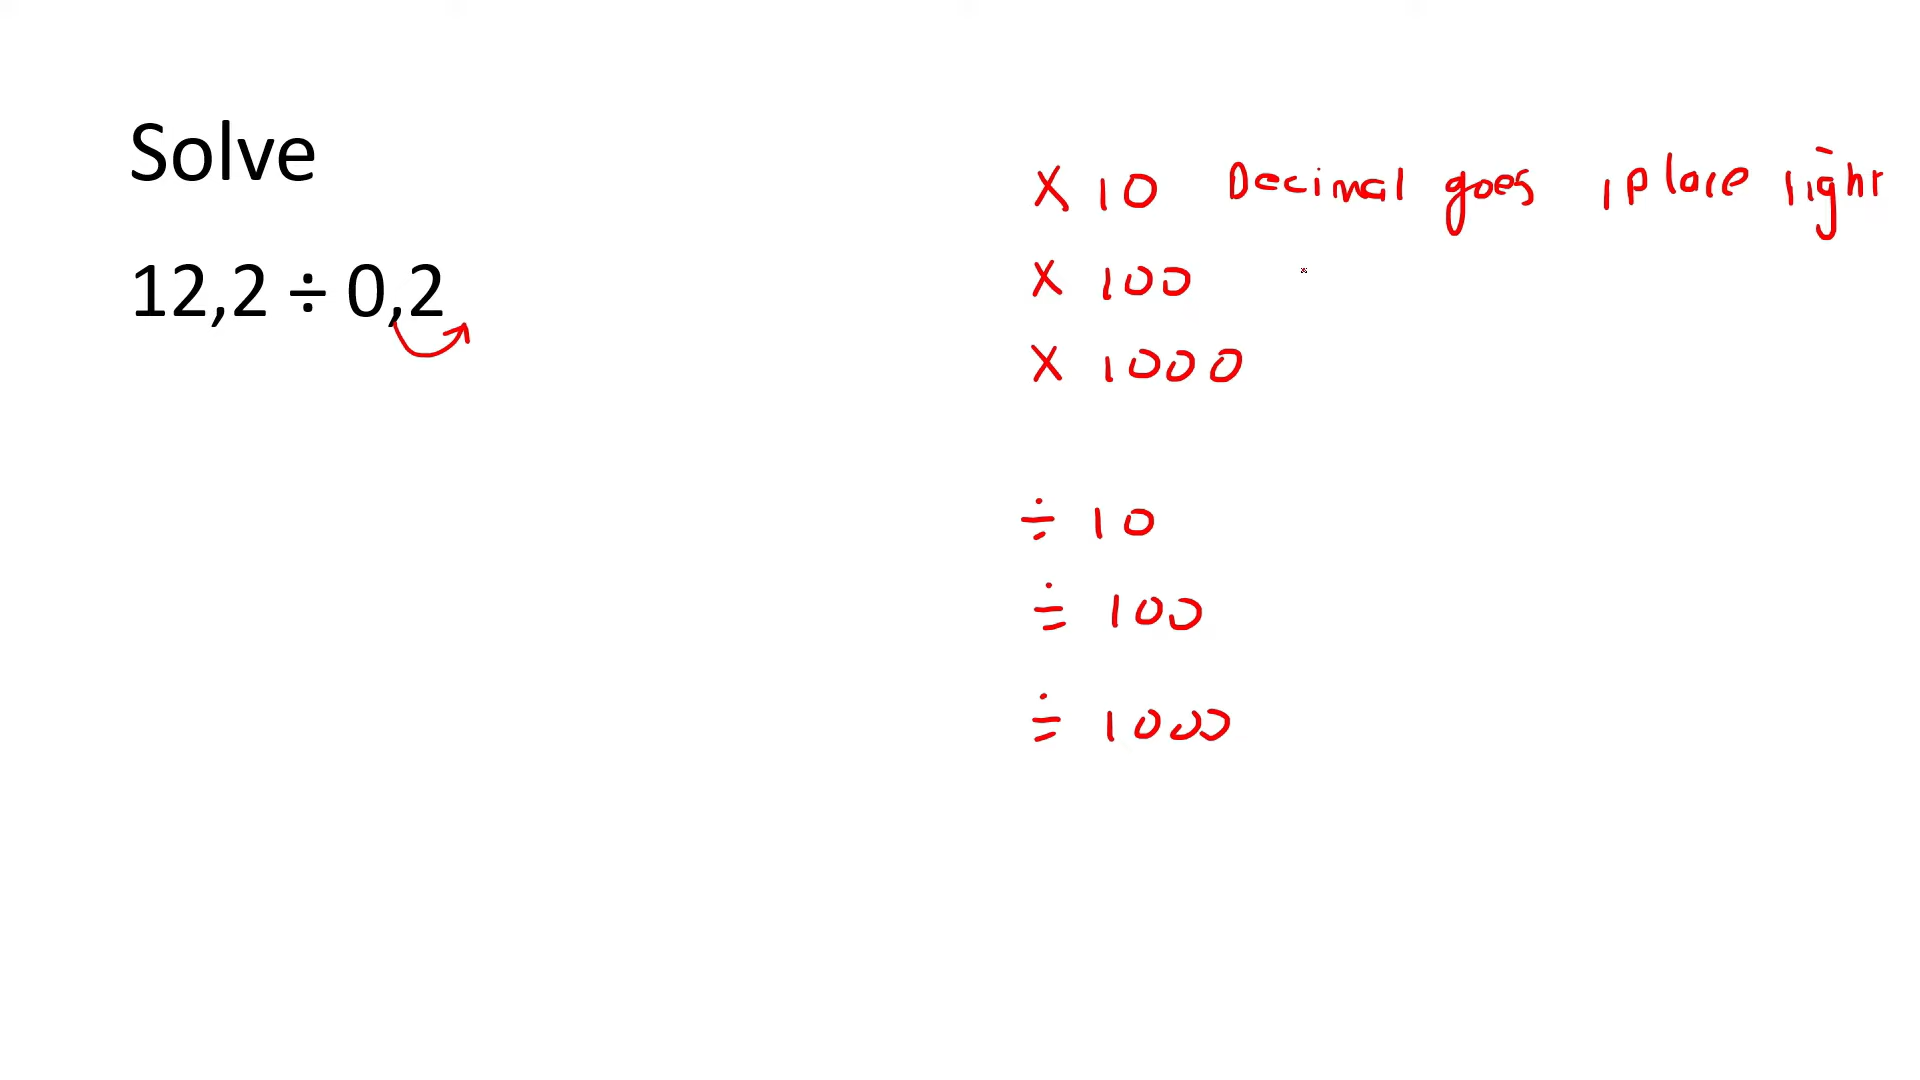 Solve
12,2 ÷ 0,2
X 10 Decimal goes 1 place right
X 100
X 1000
÷ 10
÷ 100
÷ 1000